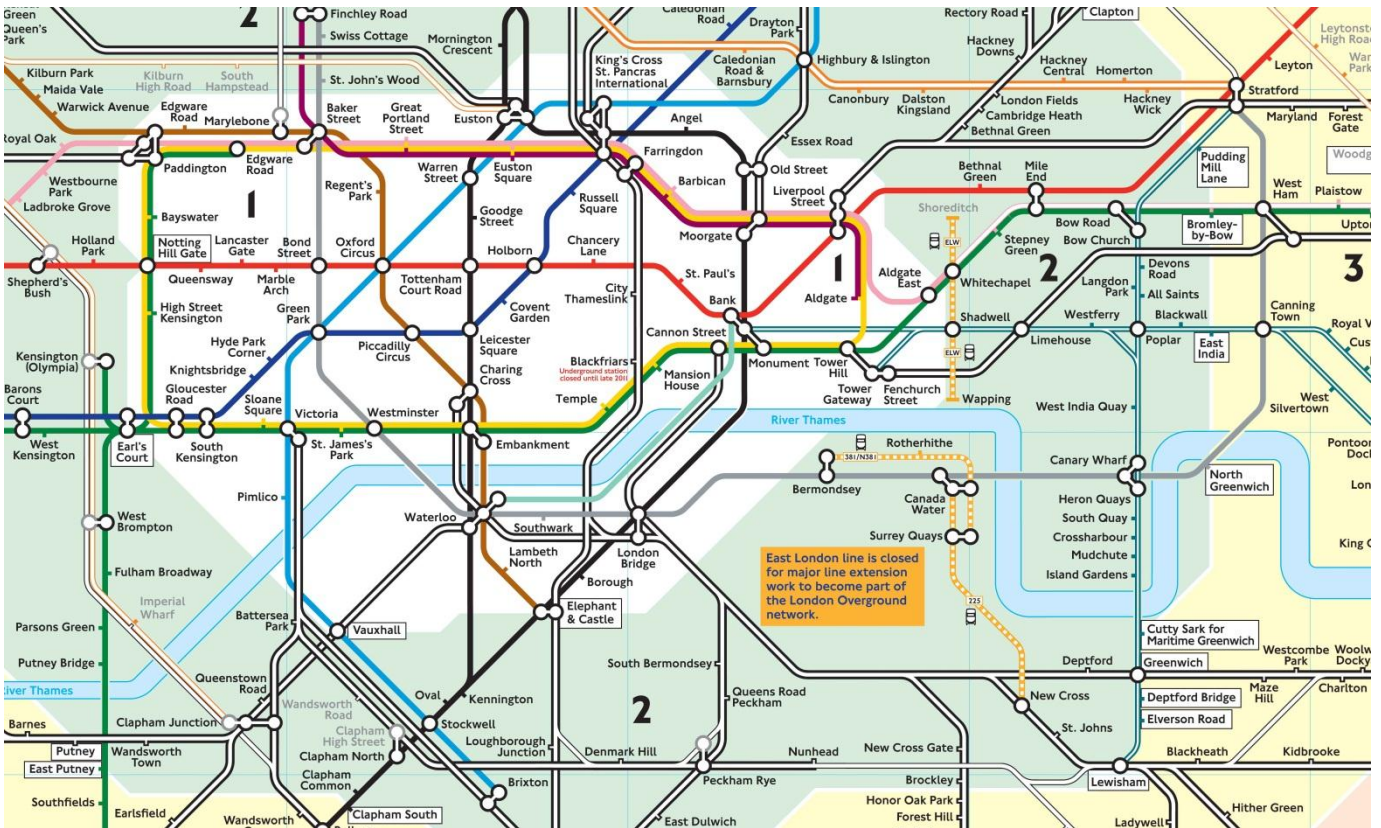 Green
Queen's
Park
2
Finchley Road
Swiss Cottage
Mornington
Crescent
Caledonian
Road
Drayton
Park
Rectory Road
Clapton
Leytonstone
High Road
Kilburn Park
Maida Vale
Warwick Avenue
Kilburn
High Road
South
Hampstead
St. John's Wood
King's Cross
St. Pancras
International
Caledonian
Road &
Barnsbury
Highbury & Islington
Hackney
Downs
Hackney
Central
Homerton
Leyton
Stratford
Edgware
Road
Marylebone
Baker
Street
Great
Portland
Street
Euston
Angel
Canonbury
Dalston
Kingsland
London Fields
Cambridge Heath
Bethnal Green
Hackney
Wick
Maryland
Forest
Gate
Royal Oak
Paddington
Edgware
Road
Warren
Street
Euston
Square
Farringdon
Old Street
Essex Road
Bethnal
Green
Mile
End
Pudding
Mill
Lane
West
Ham
Plaistow
Westbourne
Park
Ladbroke Grove
1
Regent's
Park
Barbican
Liverpool
Street
Shoreditch
Bayswater
Goodge
Street
Russell
Square
Moorgate
ELW
Bow Road
Bow Church
Bromley-
by-Bow
Holland
Park
Notting
Hill Gate
Lancaster
Gate
Bond
Street
Oxford
Circus
Holborn
Chancery
Lane
1
Stepney
Green
2
3
Shepherd's
Bush
Queensway
Marble
Arch
Tottenham
Court Road
St. Paul's
Aldgate
East
Aldgate
Whitechapel
Devons
Road
Langdon
Park
All Saints
High Street
Kensington
Green
Park
City
Thameslink
Bank
Covent
Garden
Cannon Street
Shadwell
Westferry
Blackwall
Canning
Town
Kensington
(Olympia)
Hyde Park
Corner
Piccadilly
Circus
Leicester
Square
Monument
Tower
Hill
ELW
Limehouse
Poplar
East
India
Knightsbridge
Blackfriars
Underground station
closed until late 2011
Mansion
House
Tower
Gateway
Fenchurch
Street
Wapping
Barons
Court
Gloucester
Road
Sloane
Square
Victoria
Westminster
Charing
Cross
Temple
West India Quay
West
Silvertown
West
Kensington
Earl's
Court
South
Kensington
St. James's
Park
Embankment
River Thames
Rotherhithe
381/N381
Canary Wharf
Bermondsey
Canada
Water
Heron Quays
North
Greenwich
Pimlico
Waterloo
Southwark
South Quay
West
Brompton
London
Bridge
Surrey Quays
Crossharbour
Mudchute
Island Gardens
Fulham Broadway
Lambeth
North
Borough
East London line is closed
for major line extension
work to become part of
the London Overground
network.
Imperial
Wharf
Battersea
Park
Vauxhall
Elephant
& Castle
225
Parsons Green
Cutty Sark for
Maritime Greenwich
Putney Bridge
Queenstown
Road
South Bermondsey
Deptford
Greenwich
Westcombe
Park
River Thames
Oval
Kennington
Queens Road
Peckham
New Cross
Deptford Bridge
Maze
Hill
Charlton
Barnes
Clapham Junction
Wandsworth
Road
Stockwell
2
St. Johns
Elverson Road
Putney
Wandsworth
Town
Clapham
High Street
Clapham North
Loughborough
Junction
Denmark Hill
Nunhead
New Cross Gate
Blackheath
Kidbrooke
East Putney
Clapham
Common
Brixton
Peckham Rye
Brockley
Lewisham
Southfields
Earlsfield
Wandsworth
Clapham South
East Dulwich
Honor Oak Park
Forest Hill
Ladywell
Hither Green